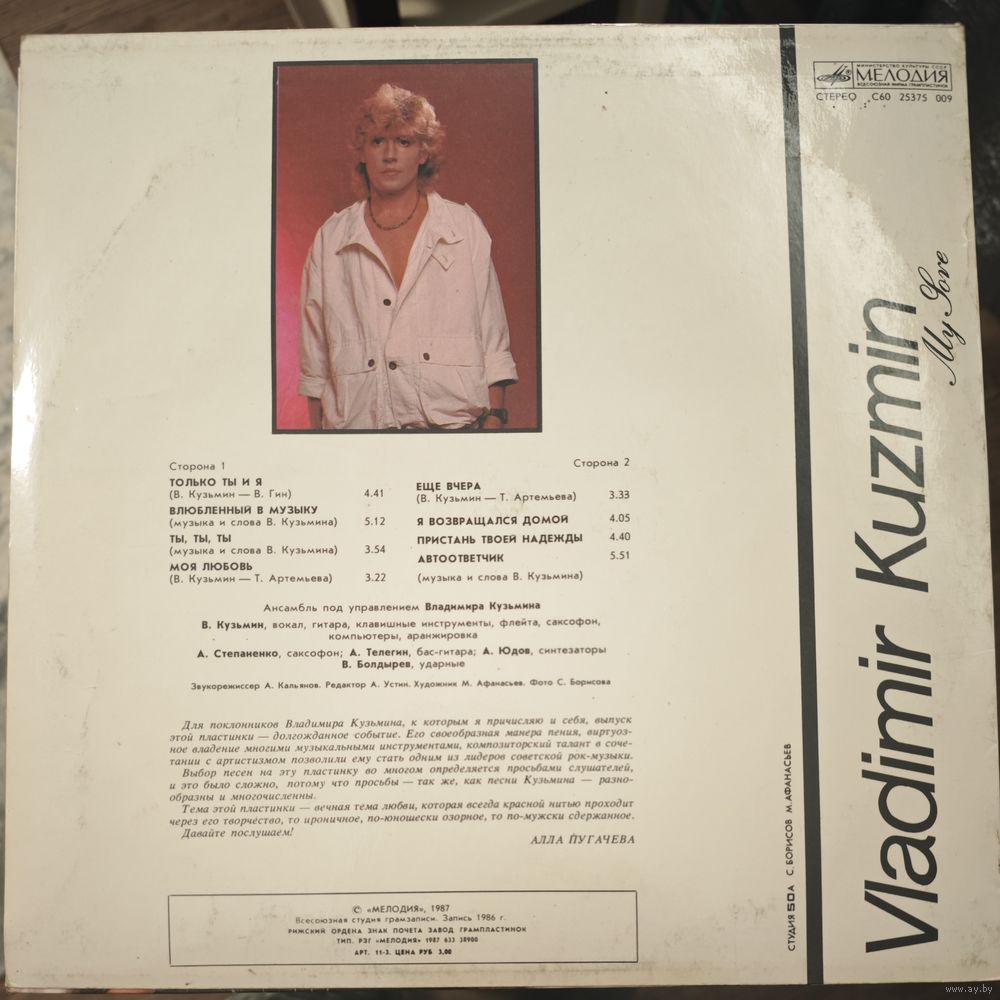 МИНИСТЕРСТВО КУЛЬТУРЫ СССР
МЕЛОДИЯ
ВСЕСОЮЗНАЯ ФИРМА ГРАМПЛАСТИНОК
СТЕРЕО С60 25375 009
Vladimir Kuzmin
My Love
Сторона 1
ТОЛЬКО ТЫ И Я
(В. Кузьмин — В. Гин) 4.41
ВЛЮБЛЕННЫЙ В МУЗЫКУ
(музыка и слова В. Кузьмина) 5.12
ТЫ, ТЫ, ТЫ
(музыка и слова В. Кузьмина) 3.54
МОЯ ЛЮБОВЬ
(В. Кузьмин — Т. Артемьева) 3.22
Сторона 2
ЕЩЕ ВЧЕРА
(В. Кузьмин — Т. Артемьева) 3.33
Я ВОЗВРАЩАЛСЯ ДОМОЙ 4.05
ПРИСТАНЬ ТВОЕЙ НАДЕЖДЫ 4.40
АВТООТВЕТЧИК 5.51
(музыка и слова В. Кузьмина)
Ансамбль под управлением Владимира Кузьмина
В. Кузьмин, вокал, гитара, клавишные инструменты, флейта, саксофон,
компьютеры, аранжировка
А. Степаненко, саксофон; А. Телегин, бас-гитара; А. Юдов, синтезаторы
В. Болдырев, ударные
Звукорежиссер А. Кальянов. Редактор А. Устин. Художник М. Афанасьев. Фото С. Борисова
Для поклонников Владимира Кузьмина, к которым я причисляю и себя, выпуск
этой пластинки — долгожданное событие. Его своеобразная манера пения, виртуоз-
ное владение многими музыкальными инструментами, композиторский талант в соче-
тании с артистизмом позволили ему стать одним из лидеров советской рок-музыки.
Выбор песен на эту пластинку во многом определяется просьбами слушателей,
и это было сложно, потому что просьбы — так же, как песни Кузьмина — разно-
образны и многочисленны.
Тема этой пластинки — вечная тема любви, которая всегда красной нитью проходит
через его творчество, то ироничное, по-юношески озорное, то по-мужски сдержанное.
Давайте послушаем!
АЛЛА ПУГАЧЕВА
© «МЕЛОДИЯ», 1987
Всесоюзная студия грамзаписи. Запись 1986 г.
РИЖСКИЙ ОРДЕНА ЗНАК ПОЧЕТА ЗАВОД ГРАМПЛАСТИНОК
ТИП. РЗГ «МЕЛОДИЯ» 1987 633 38900
АРТ. 11-3. ЦЕНА РУБ 3,00
СТУДИЯ 50А С. БОРИСОВ М. АФАНАСЬЕВ
www.ay.by